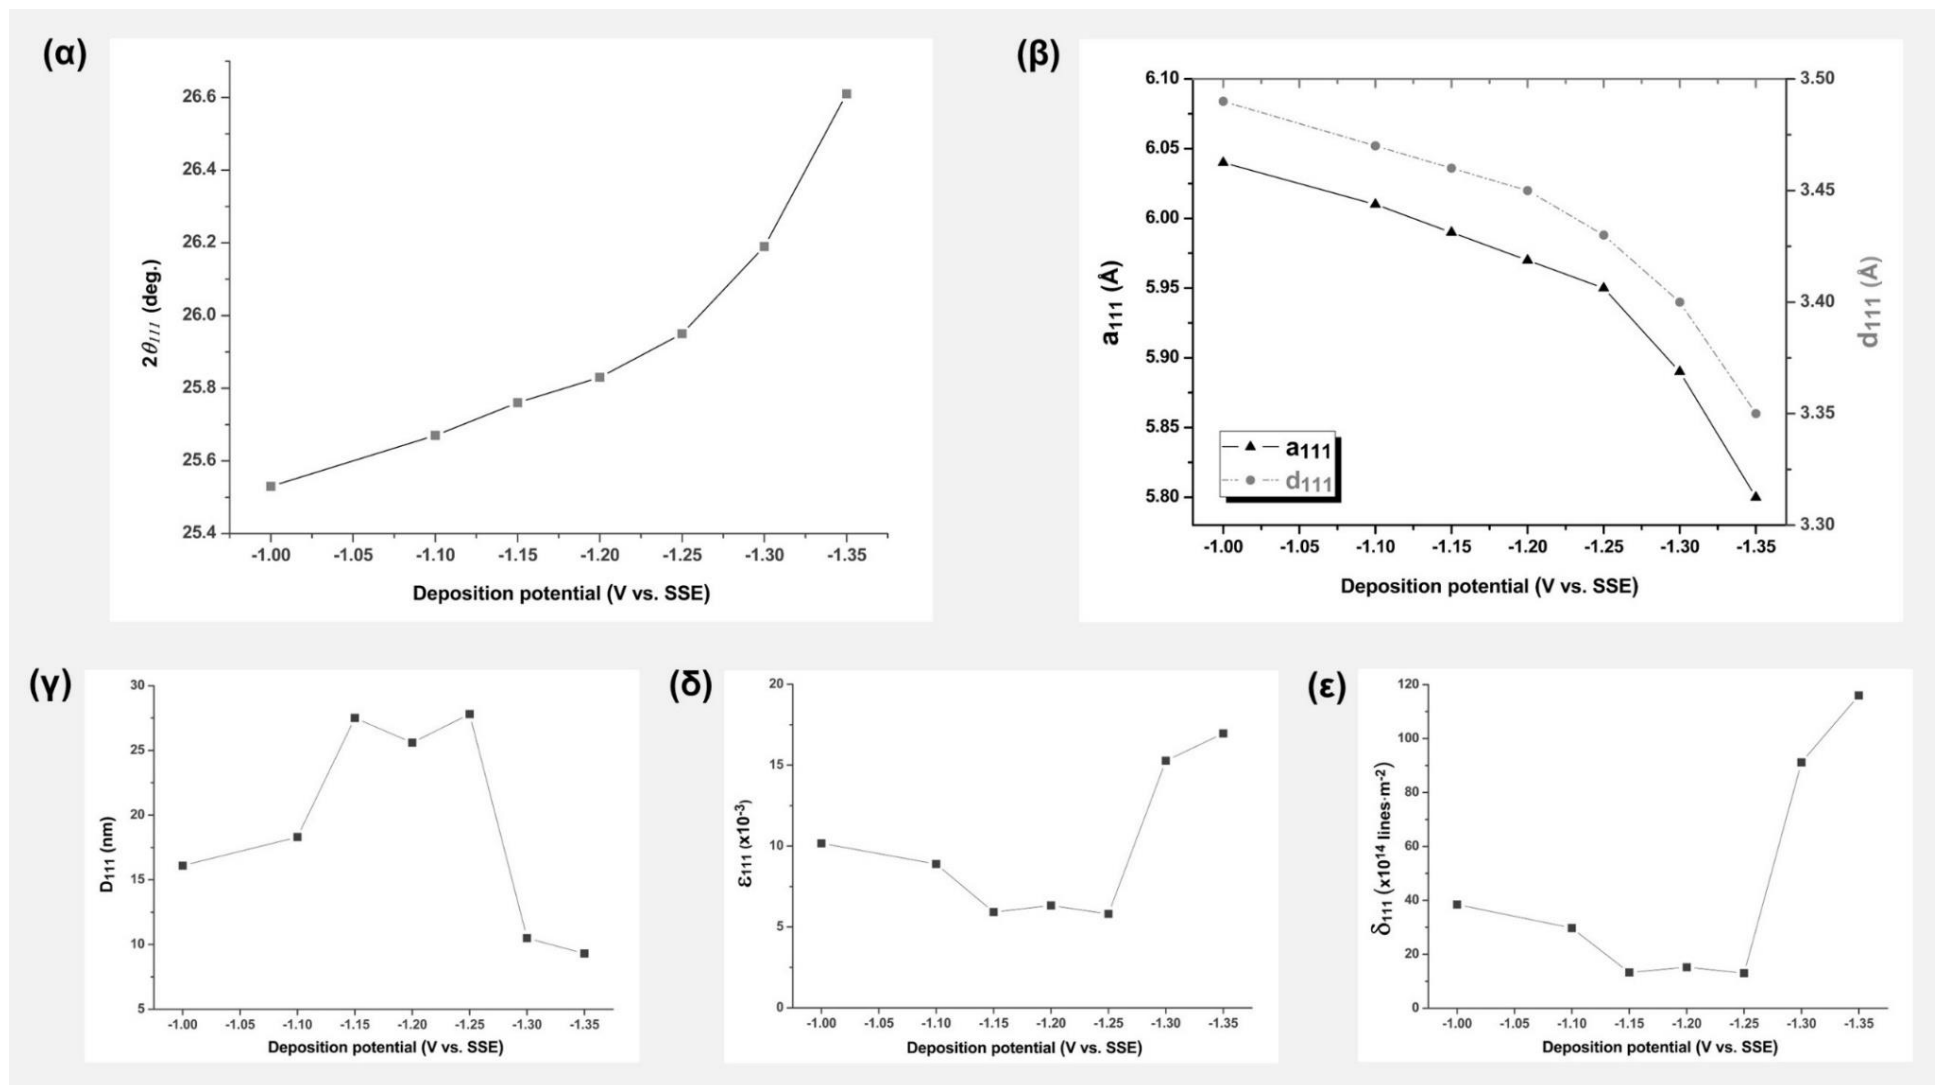 (α)
26.6
26.4
26.2
26.0
25.8
25.6
25.4
2θ111 (deg.)
-1.00 -1.05 -1.10 -1.15 -1.20 -1.25 -1.30 -1.35
Deposition potential (V vs. SSE)
(β)
6.10
6.05
6.00
5.95
5.90
5.85
5.80
a111 (Å)
3.50
3.45
3.40
3.35
3.30
d111 (Å)
a111
d111
-1.00 -1.05 -1.10 -1.15 -1.20 -1.25 -1.30 -1.35
Deposition potential (V vs. SSE)
(γ)
30
25
20
15
10
5
D111 (nm)
-1.00 -1.05 -1.10 -1.15 -1.20 -1.25 -1.30 -1.35
Deposition potential (V vs. SSE)
(δ)
20
15
10
5
0
ε111 (x10-3)
-1.00 -1.05 -1.10 -1.15 -1.20 -1.25 -1.30 -1.35
Deposition potential (V vs. SSE)
(ε)
120
100
80
60
40
20
0
δ111 (x1014 lines·m-2)
-1.00 -1.05 -1.10 -1.15 -1.20 -1.25 -1.30 -1.35
Deposition potential (V vs. SSE)